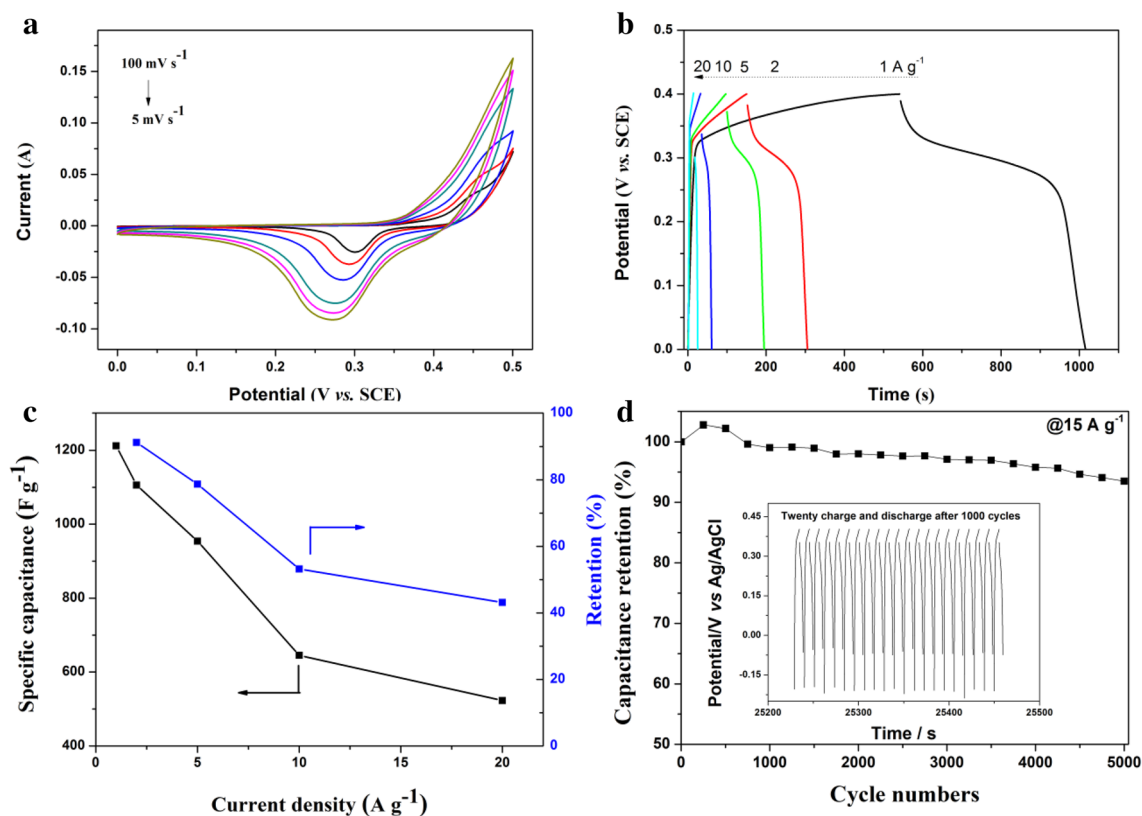 a
100 mV s-1
5 mV s-1
Current (A)
0.15
0.10
0.05
0.00
-0.05
-0.10
0.0 0.1 0.2 0.3 0.4 0.5
Potential (V vs. SCE)
b
20 10 5 2 1 A g-1
Potential (V vs. SCE)
0.5
0.4
0.3
0.2
0.1
0.0
0 200 400 600 800 1000
Time (s)
c
Specific capacitance (F g-1)
1200
1000
800
600
400
Retention (%)
100
80
60
40
20
0
0 5 10 15 20
Current density (A g-1)
d
@15 A g-1
Capacitance retention (%)
100
90
80
70
60
50
0 1000 2000 3000 4000 5000
Cycle numbers
Twenty charge and discharge after 1000 cycles
Potential/V vs Ag/AgCl
0.45
0.30
0.15
0.00
-0.15
25200 25300 25400 25500
Time / s